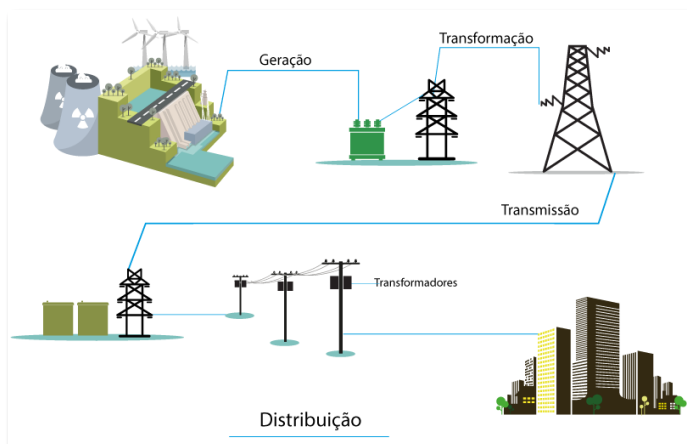 Geração
Transformação
Transmissão
Transformadores
Distribuição